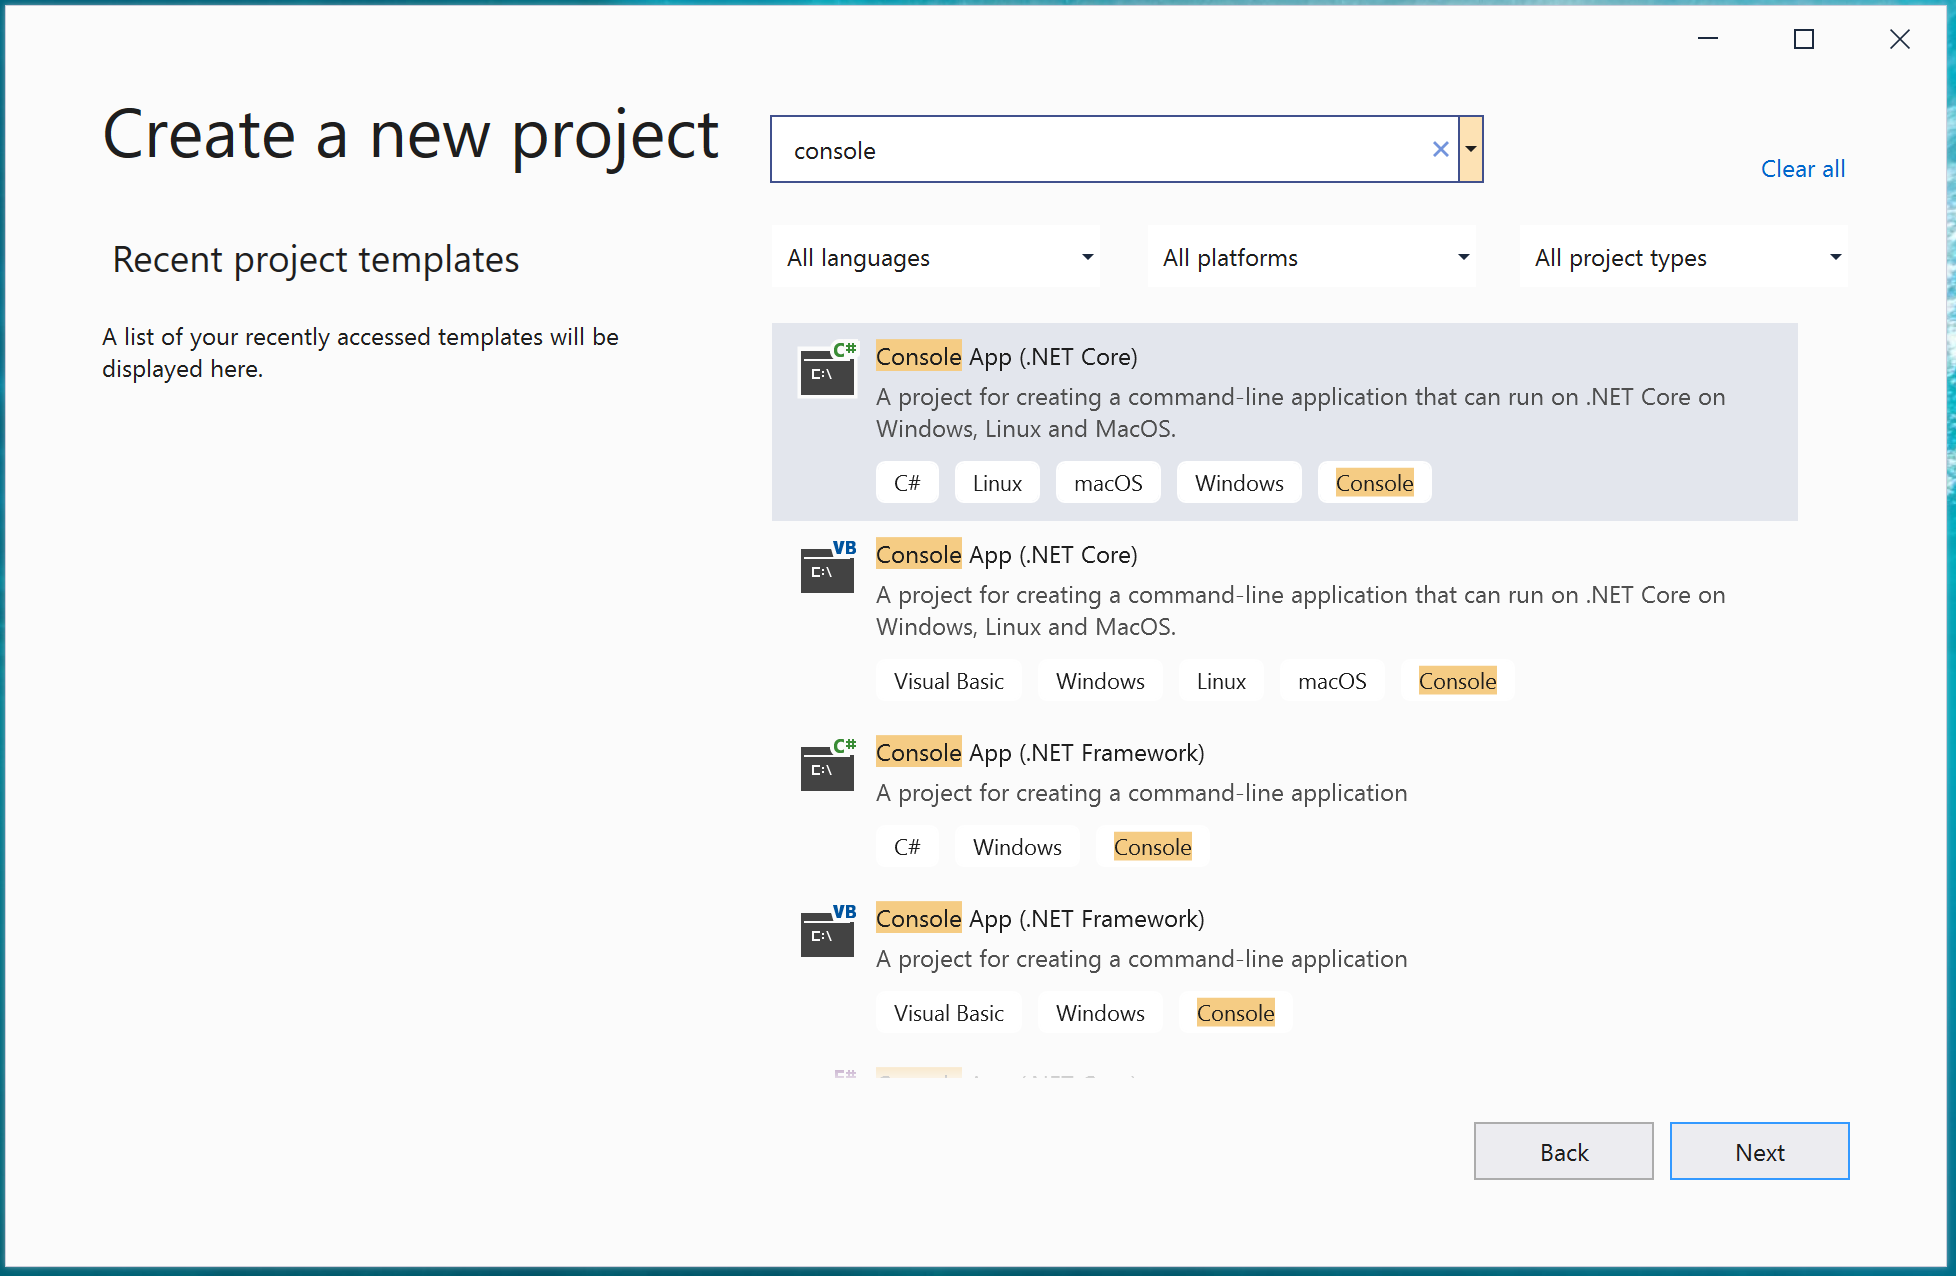 Create a new project
console
Clear all
Recent project templates
All languages
All platforms
All project types
A list of your recently accessed templates will be
displayed here.
C#
C:\
Console App (.NET Core)
A project for creating a command-line application that can run on .NET Core on
Windows, Linux and MacOS.
C# Linux macOS Windows Console
VB
C:\
Console App (.NET Core)
A project for creating a command-line application that can run on .NET Core on
Windows, Linux and MacOS.
Visual Basic Windows Linux macOS Console
C#
C:\
Console App (.NET Framework)
A project for creating a command-line application
C# Windows Console
VB
C:\
Console App (.NET Framework)
A project for creating a command-line application
Visual Basic Windows Console
Back
Next